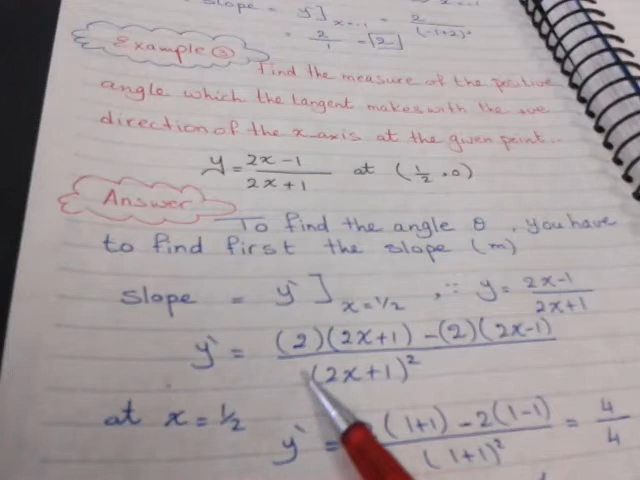 slope = y`]x=-1 = 2/(-1+2)²
= 2/1 = 2
Example ③
find the measure of the positive
angle which the tangent makes with the +ve
direction of the x-axis at the given point.
y = 2x-1/2x+1 at (1/2, 0)
Answer
To find the angle θ, you have
to find first the slope (m)
slope = y`]x=1/2, ∵ y = 2x-1/2x+1
y` = (2)(2x+1) - (2)(2x-1)/(2x+1)²
at x = 1/2 y` = (1+1) - 2(1-1)/(1+1)² = 4/4